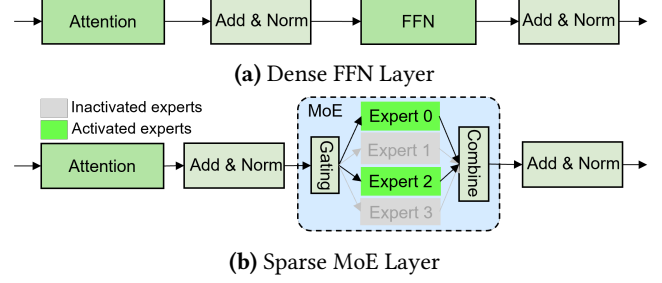 Attention
Add & Norm
FFN
Add & Norm
(a) Dense FFN Layer
Inactivated experts
Activated experts
MoE
Attention
Add & Norm
Gating
Expert 0
Expert 1
Expert 2
Expert 3
Combine
Add & Norm
(b) Sparse MoE Layer